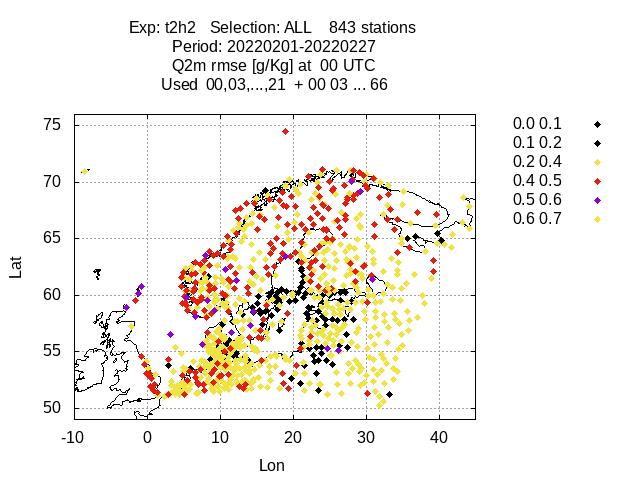 Exp: t2h2 Selection: ALL 843 stations
Period: 20220201-20220227
Q2m rmse [g/Kg] at 00 UTC
Used 00,03,...,21 + 00 03 ... 66
75
70
65
60
55
50
-10 0 10 20 30 40
Lat
Lon
0.0 0.1
0.1 0.2
0.2 0.4
0.4 0.5
0.5 0.6
0.6 0.7